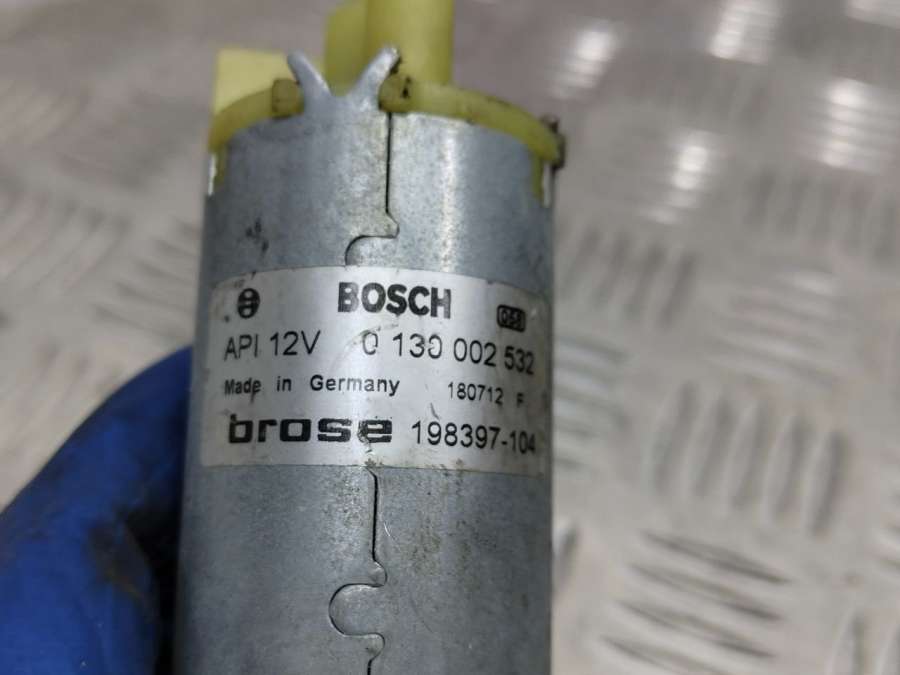 BOSCH
API 12V 0 130 002 532
Made in Germany 180712 F
brose 198397-104